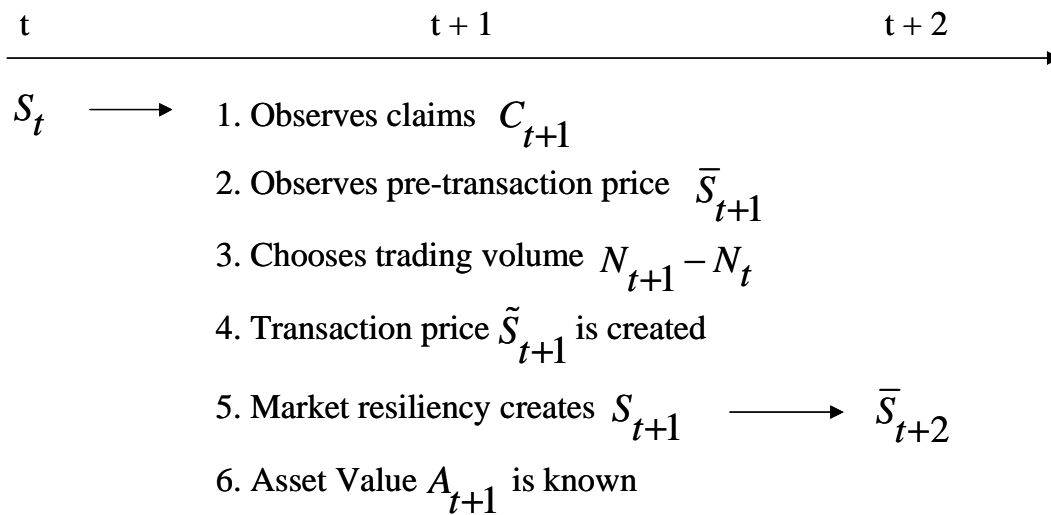 t t + 1 t + 2
S_t
1. Observes claims C_{t+1}
2. Observes pre-transaction price S̄_{t+1}
3. Chooses trading volume N_{t+1} − N_t
4. Transaction price S̃_{t+1} is created
5. Market resiliency creates S_{t+1} S̄_{t+2}
6. Asset Value A_{t+1} is known